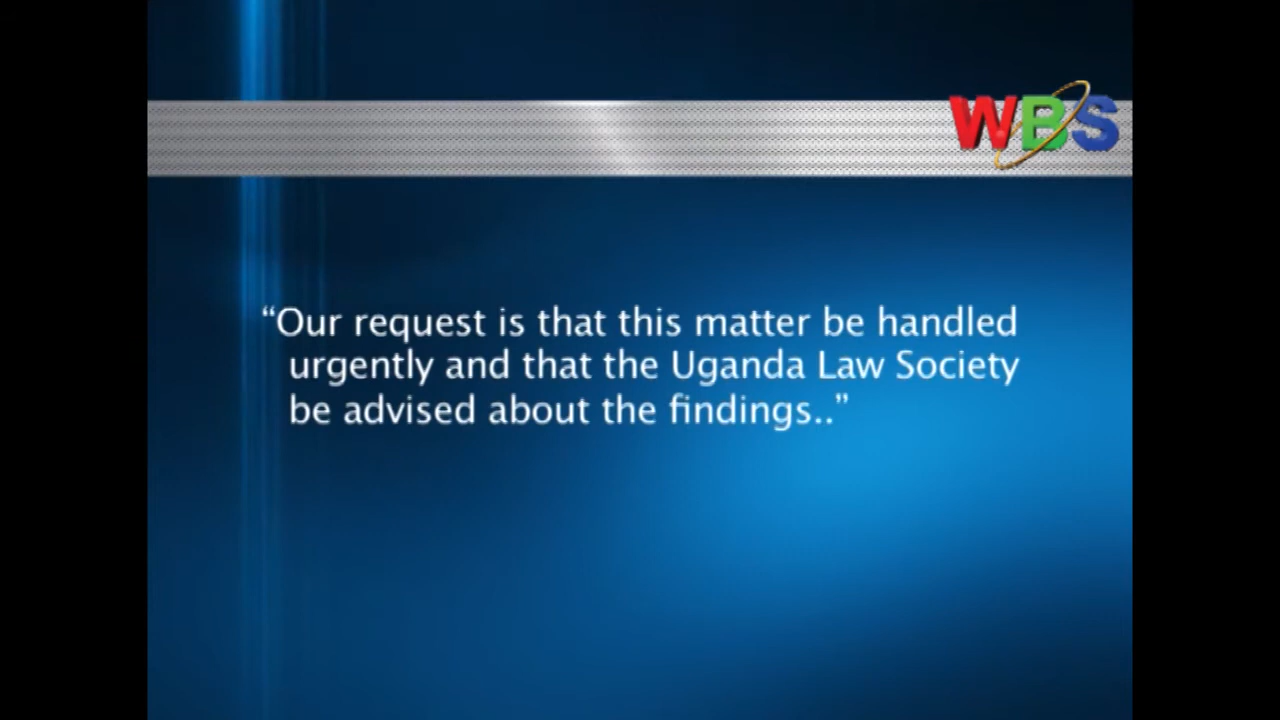 WBS
“Our request is that this matter be handled
urgently and that the Uganda Law Society
be advised about the findings..”